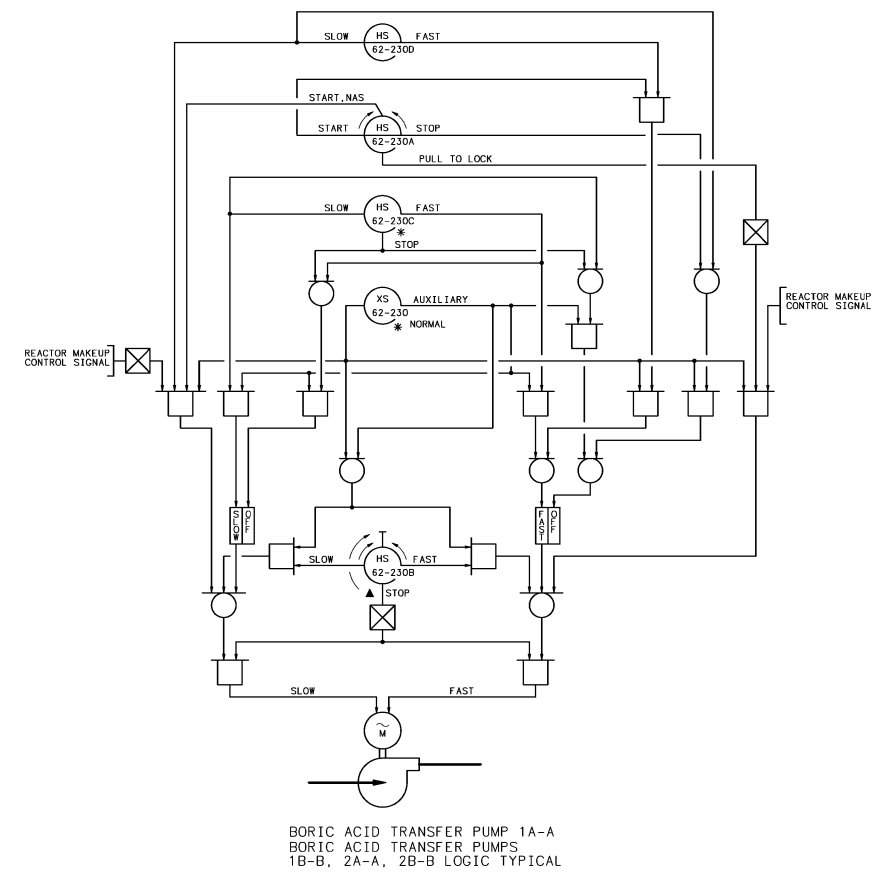 SLOW HS FAST
62-230D
START,NAS
START HS STOP
62-230A
PULL TO LOCK
SLOW HS FAST
62-230C
*
STOP
XS AUXILIARY
62-230
* NORMAL
REACTOR MAKEUP
CONTROL SIGNAL
REACTOR MAKEUP
CONTROL SIGNAL
SLOW
OFF
FAST
OFF
SLOW HS FAST
62-230B
▲ STOP
SLOW FAST
~
M
BORIC ACID TRANSFER PUMP 1A-A
BORIC ACID TRANSFER PUMPS
1B-B, 2A-A, 2B-B LOGIC TYPICAL